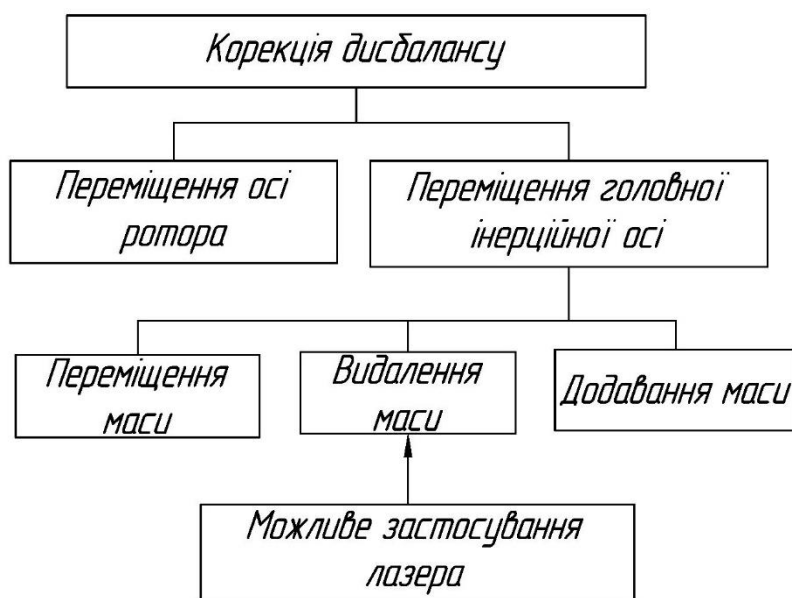 Корекція дисбалансу
Переміщення осі
ротора
Переміщення головної
інерційної осі
Переміщення
маси
Видалення
маси
Додавання маси
Можливе застосування
лазера